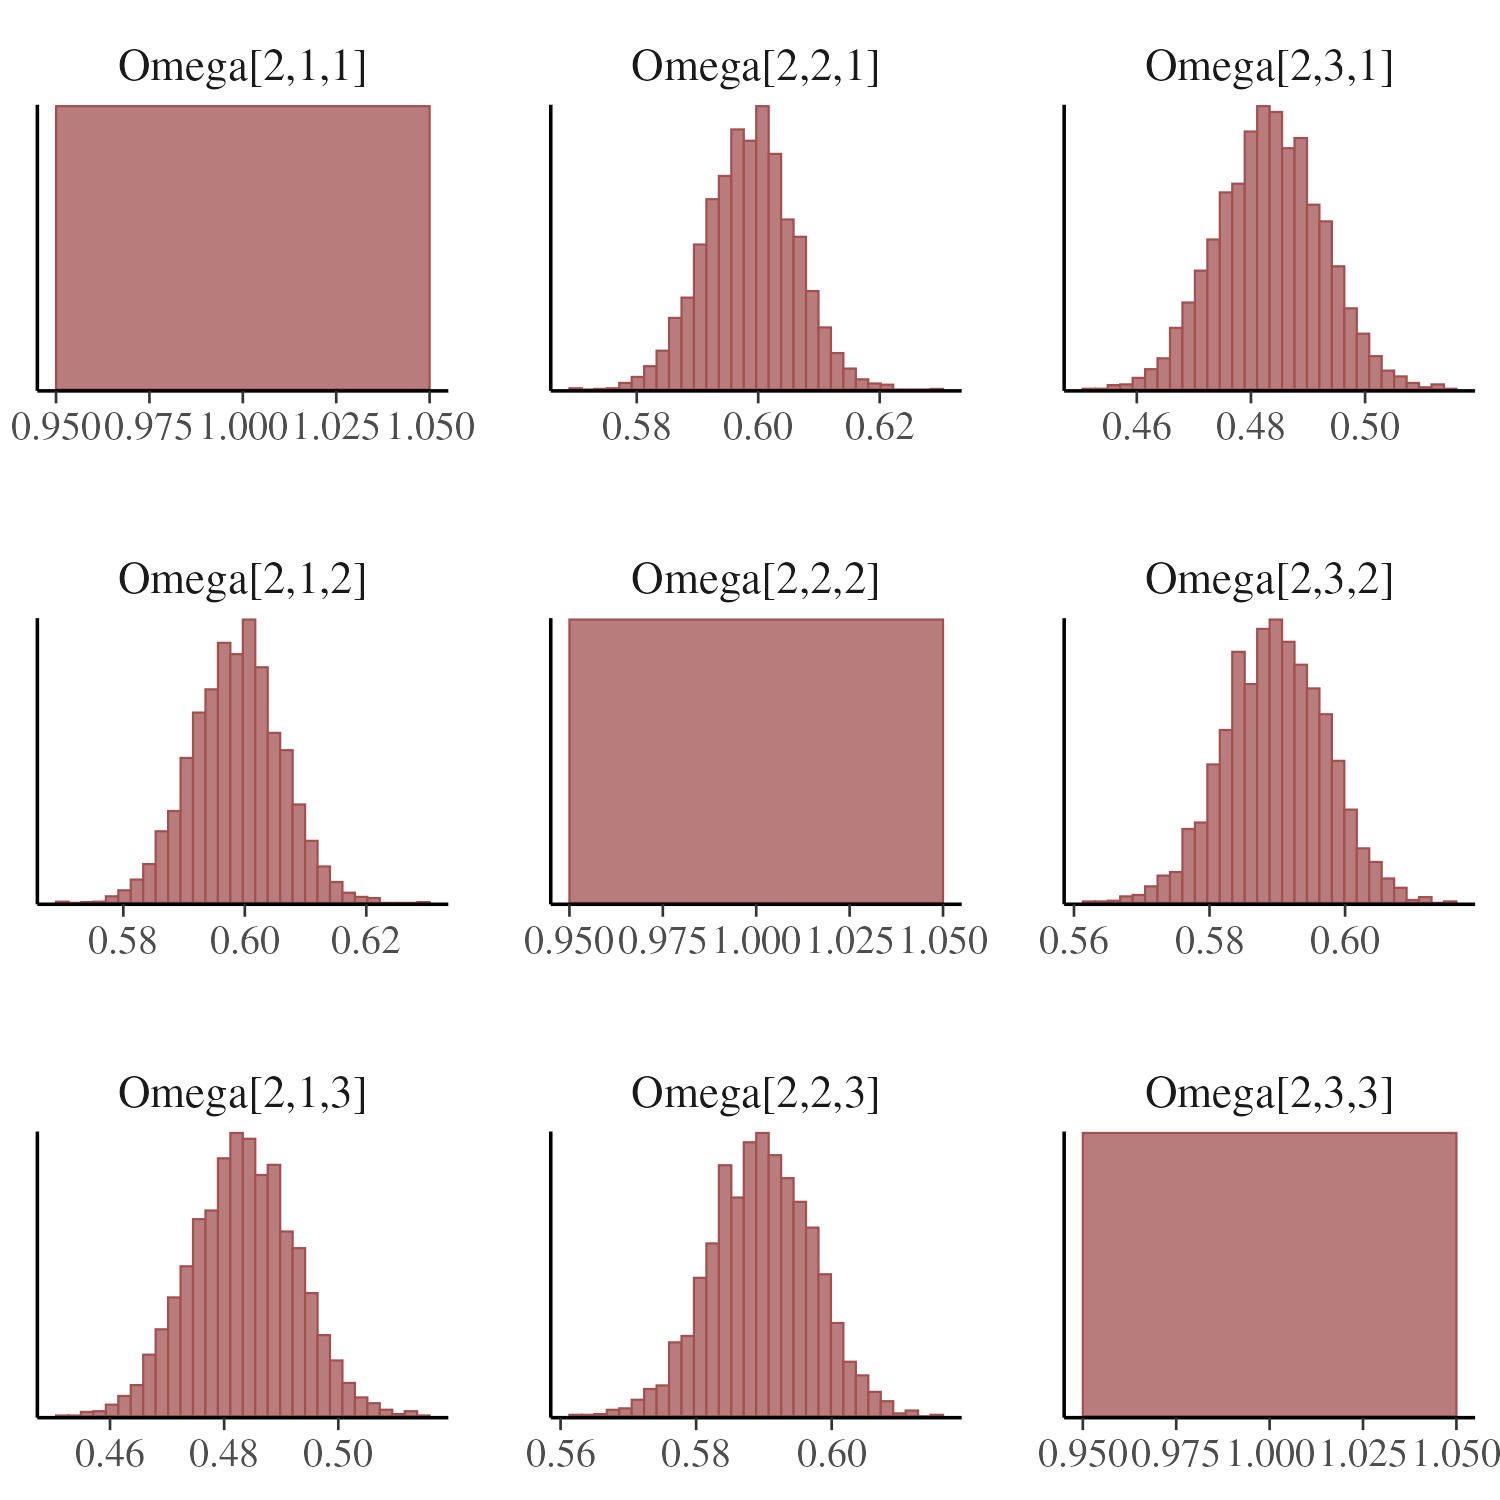 Omega[2,1,1] Omega[2,2,1] Omega[2,3,1]
0.950 0.975 1.000 1.025 1.050 0.58 0.60 0.62 0.46 0.48 0.50
Omega[2,1,2] Omega[2,2,2] Omega[2,3,2]
0.58 0.60 0.62 0.950 0.975 1.000 1.025 1.050 0.56 0.58 0.60
Omega[2,1,3] Omega[2,2,3] Omega[2,3,3]
0.46 0.48 0.50 0.56 0.58 0.60 0.950 0.975 1.000 1.025 1.050